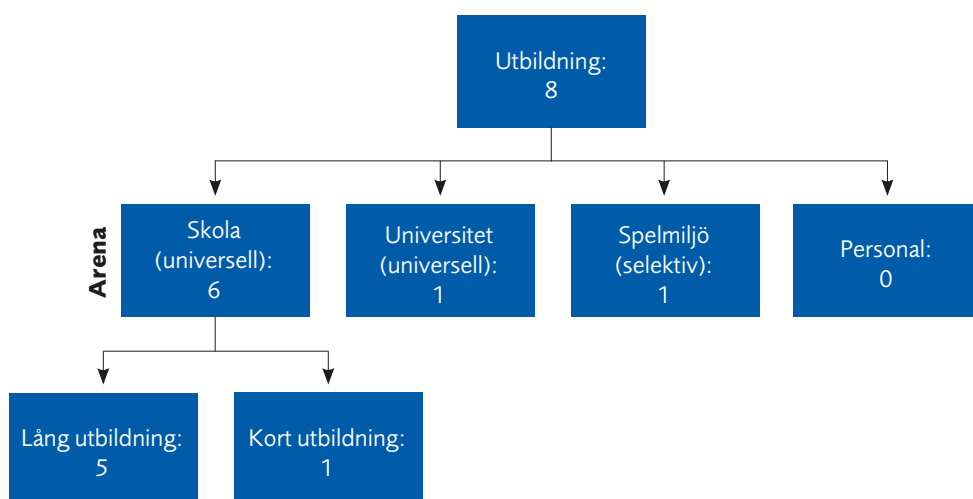 Utbildning:
8
Arena
Skola
(universell):
6
Universitet
(universell):
1
Spelmiljö
(selektiv):
1
Personal:
0
Lång utbildning:
5
Kort utbildning:
1